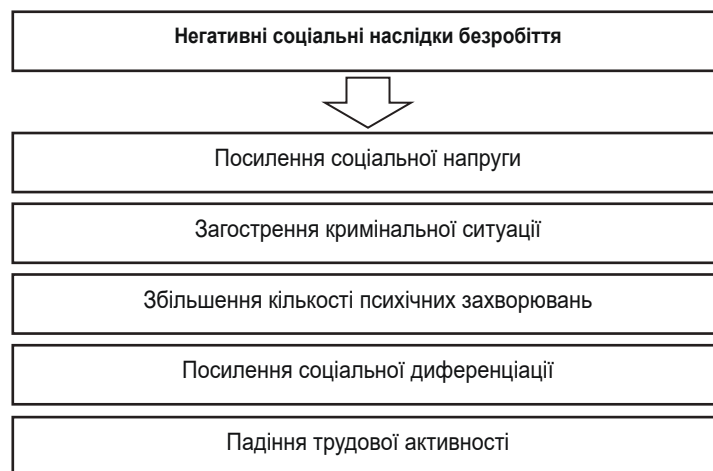 Негативні соціальні наслідки безробіття
Посилення соціальної напруги
Загострення кримінальної ситуації
Збільшення кількості психічних захворювань
Посилення соціальної диференціації
Падіння трудової активності